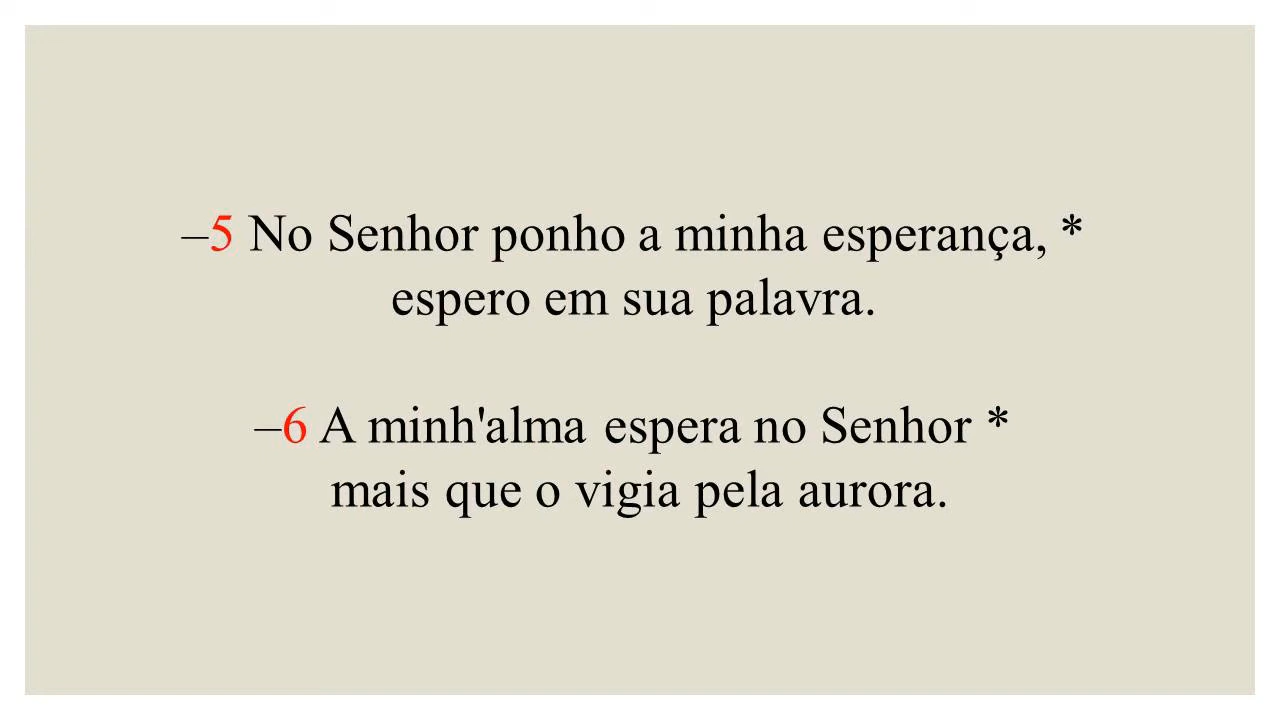 –5 No Senhor ponho a minha esperança, *
espero em sua palavra.
–6 A minh'alma espera no Senhor *
mais que o vigia pela aurora.